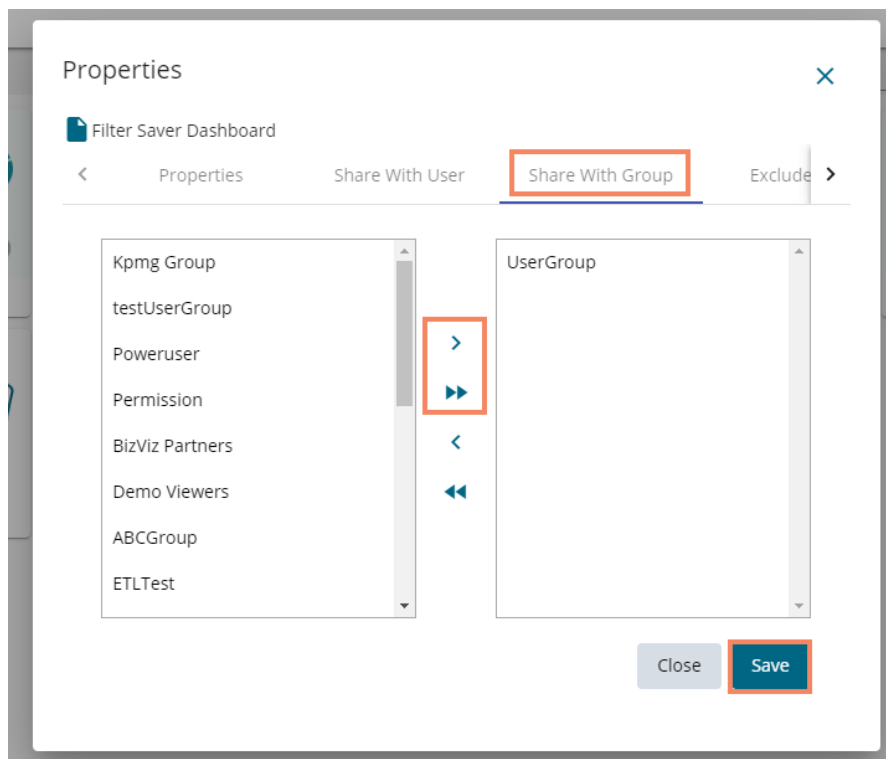 Properties
Filter Saver Dashboard
Properties Share With User Share With Group Exclude
Kpmg Group
testUserGroup
Poweruser
Permission
BizViz Partners
Demo Viewers
ABCGroup
ETLTest
UserGroup
Close Save